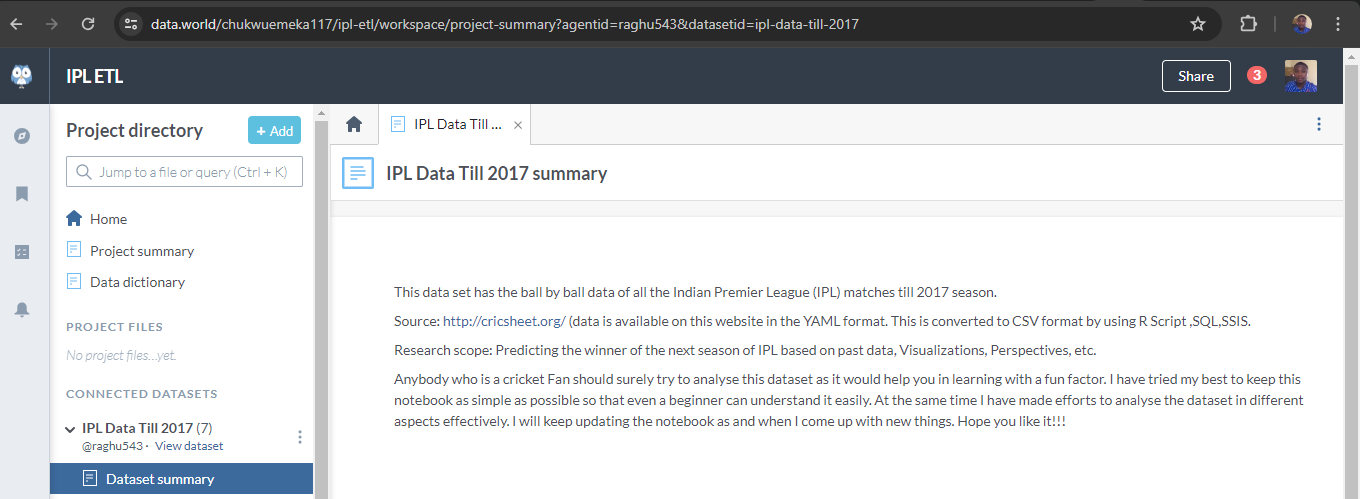 data.world/chukwuemeka117/ipl-etl/workspace/project-summary?agentid=raghu543&datasetid=ipl-data-till-2017
IPL ETL
Share
3
Project directory
+ Add
Jump to a file or query (Ctrl + K)
Home
Project summary
Data dictionary
PROJECT FILES
No project files...yet.
CONNECTED DATASETS
IPL Data Till 2017 (7)
@raghu543 · View dataset
Dataset summary
IPL Data Till ... ×
IPL Data Till 2017 summary
This data set has the ball by ball data of all the Indian Premier League (IPL) matches till 2017 season.
Source: http://cricsheet.org/ (data is available on this website in the YAML format. This is converted to CSV format by using R Script ,SQL,SSIS.
Research scope: Predicting the winner of the next season of IPL based on past data, Visualizations, Perspectives, etc.
Anybody who is a cricket Fan should surely try to analyse this dataset as it would help you in learning with a fun factor. I have tried my best to keep this
notebook as simple as possible so that even a beginner can understand it easily. At the same time I have made efforts to analyse the dataset in different
aspects effectively. I will keep updating the notebook as and when I come up with new things. Hope you like it!!!